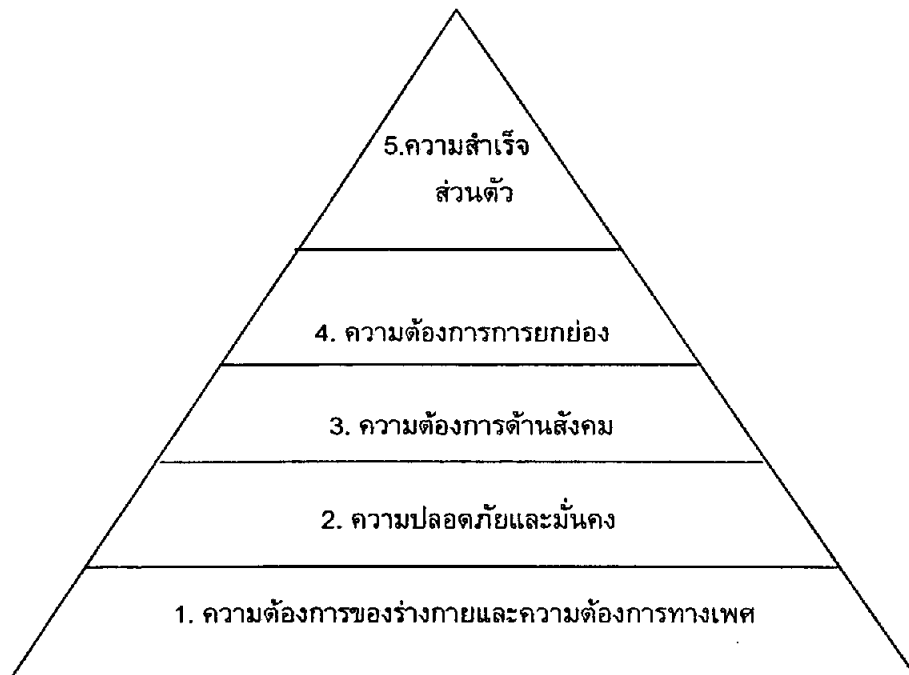 5.ความสำเร็จ
ส่วนตัว
4. ความต้องการการยกย่อง
3. ความต้องการด้านสังคม
2. ความปลอดภัยและมั่นคง
1. ความต้องการของร่างกายและความต้องการทางเพศ